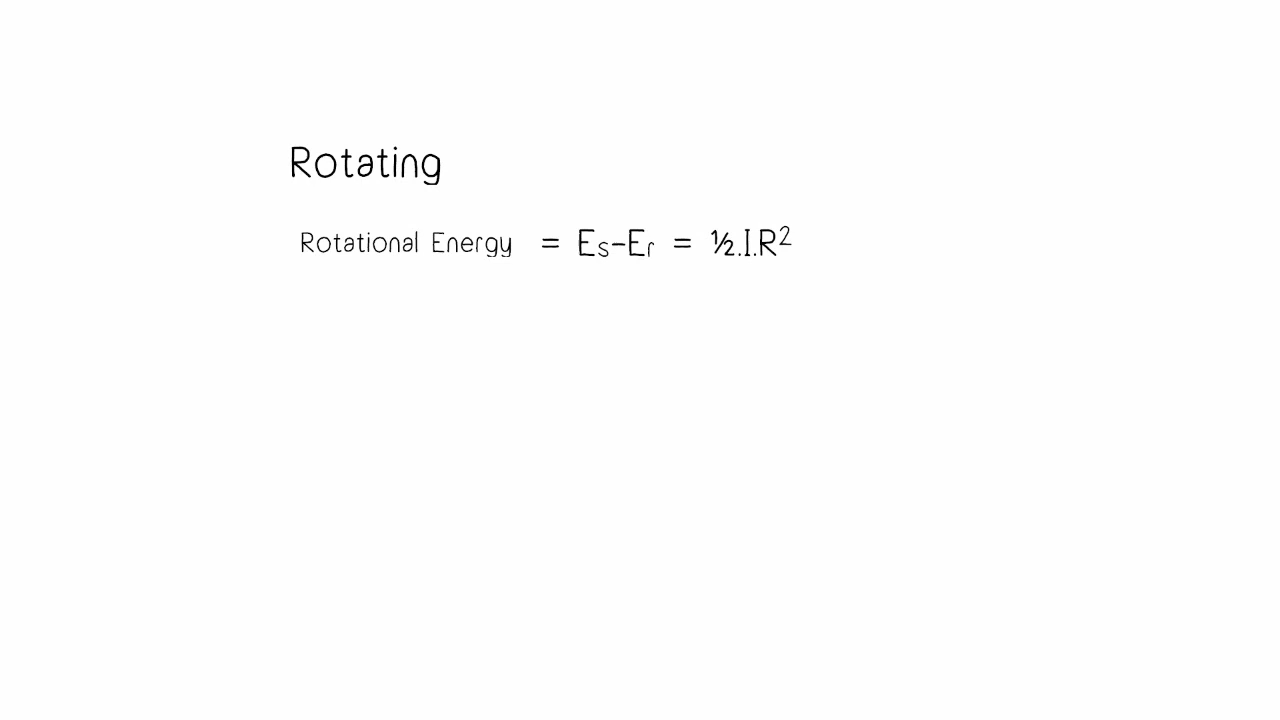 Rotating
Rotational Energy = Es-Er = ½.I.R²